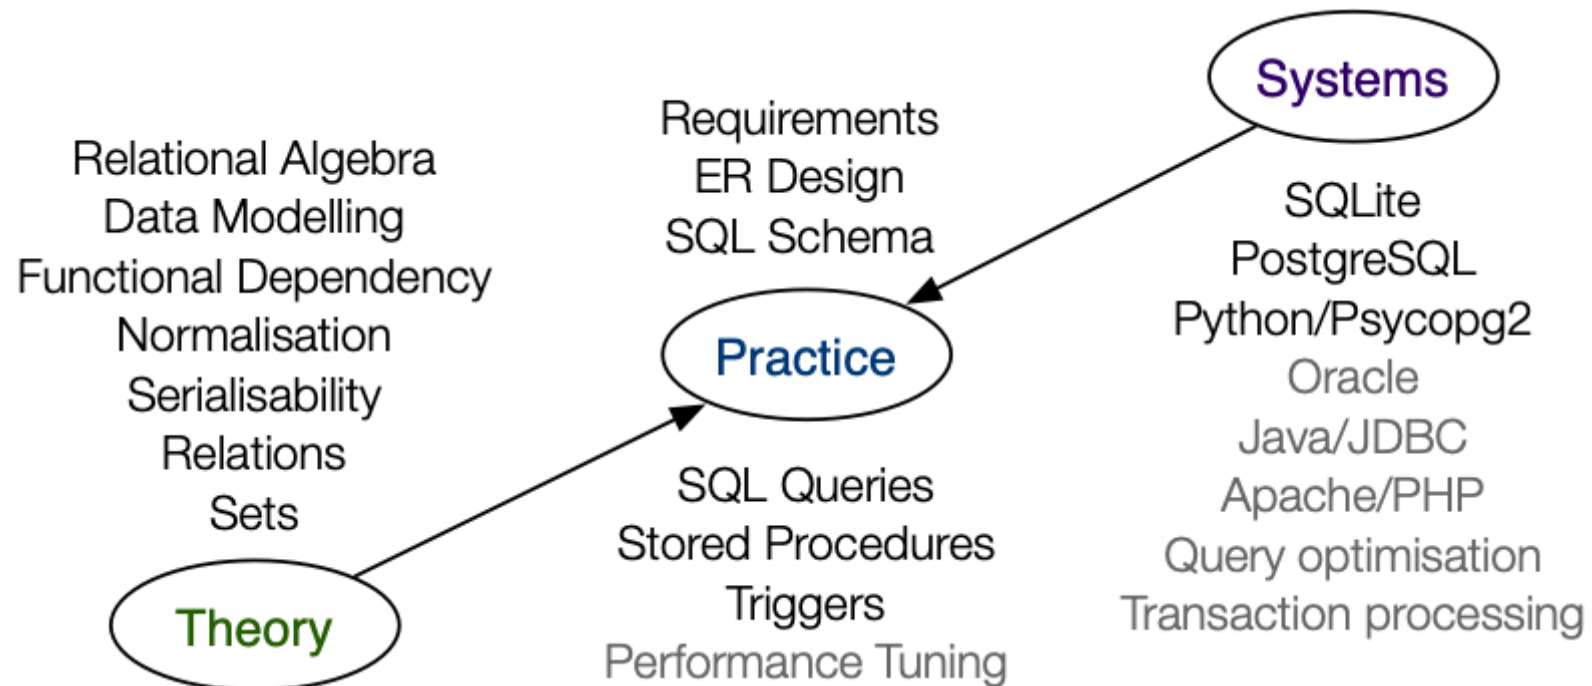 Relational Algebra
Data Modelling
Functional Dependency
Normalisation
Serialisability
Relations
Sets
Theory
Requirements
ER Design
SQL Schema
Practice
SQL Queries
Stored Procedures
Triggers
Performance Tuning
Systems
SQLite
PostgreSQL
Python/Psycopg2
Oracle
Java/JDBC
Apache/PHP
Query optimisation
Transaction processing